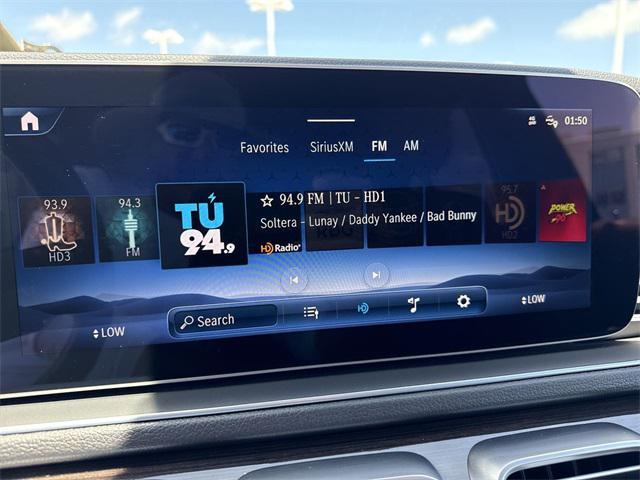 01:50
Favorites SiriusXM FM AM
93.9
HD3
94.3
FM
TU
94.9
94.9 FM | TU - HD1
Soltera - Lunay / Daddy Yankee / Bad Bunny
HD Radio
95.7
HD2
POWER
96
LOW
Search
HD
LOW